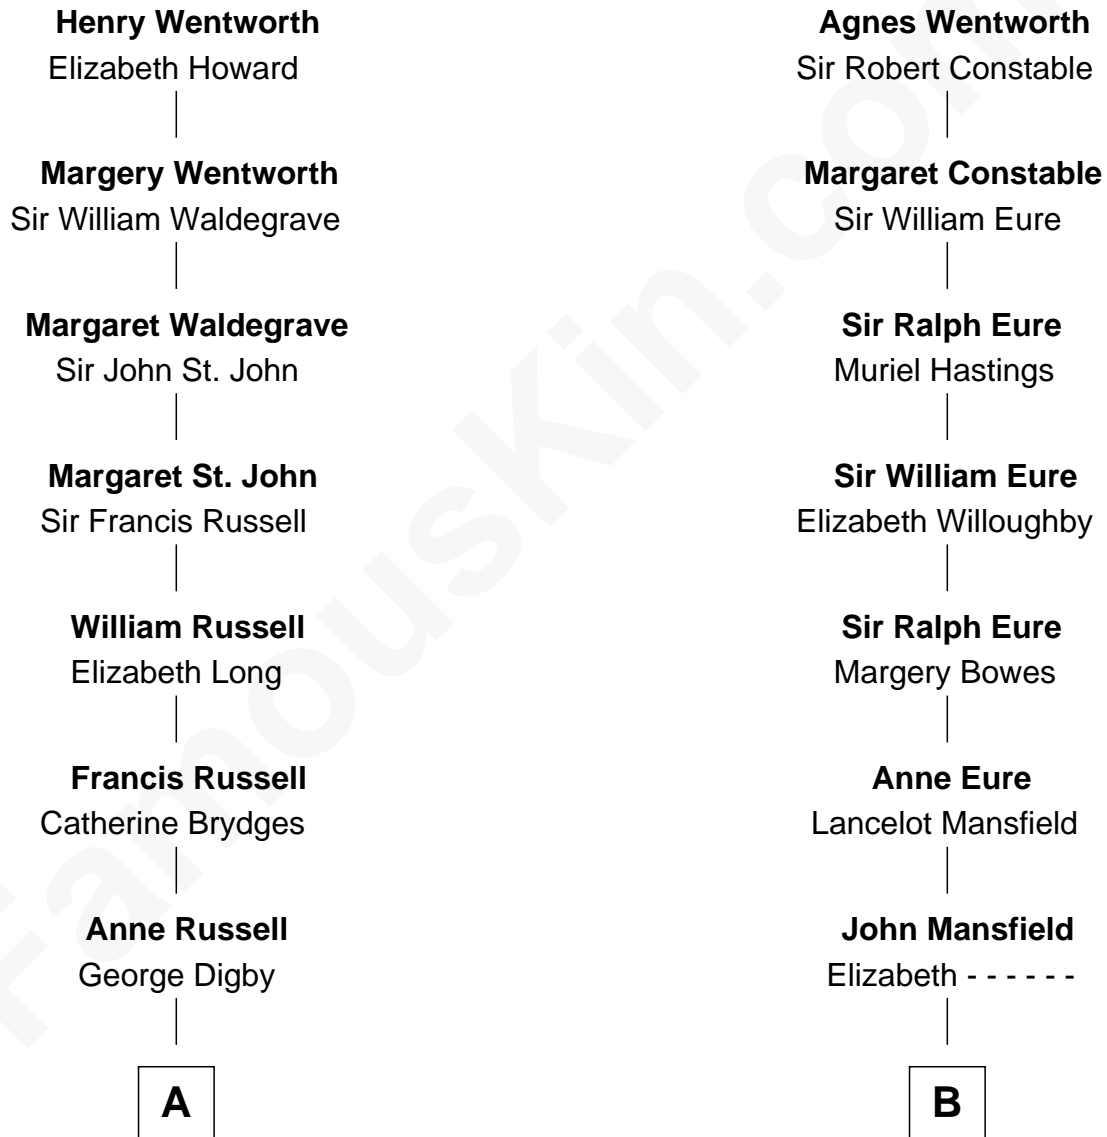 Henry Wentworth
Elizabeth Howard
Margery Wentworth
Sir William Waldegrave
Margaret Waldegrave
Sir John St. John
Margaret St. John
Sir Francis Russell
William Russell
Elizabeth Long
Francis Russell
Catherine Brydges
Anne Russell
George Digby
A
Agnes Wentworth
Sir Robert Constable
Margaret Constable
Sir William Eure
Sir Ralph Eure
Muriel Hastings
Sir William Eure
Elizabeth Willoughby
Sir Ralph Eure
Margery Bowes
Anne Eure
Lancelot Mansfield
John Mansfield
Elizabeth - - - - - -
B
FamousKin.com